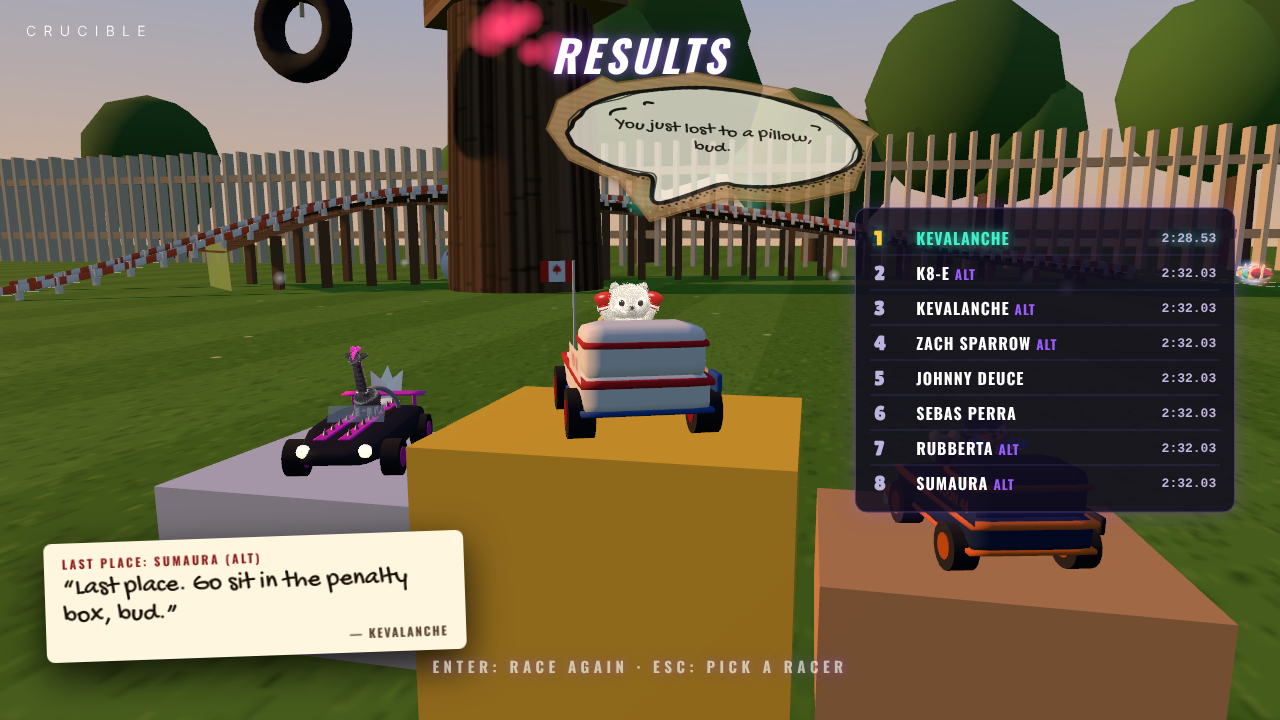 CRUCIBLE
RESULTS
You just lost to a pillow,
bud.
1 KEVALANCHE 2:28.53
2 K8-E ALT 2:32.03
3 KEVALANCHE ALT 2:32.03
4 ZACH SPARROW ALT 2:32.03
5 JOHNNY DEUCE 2:32.03
6 SEBAS PERRA 2:32.03
7 RUBBERTA ALT 2:32.03
8 SUMAURA ALT 2:32.03
LAST PLACE: SUMAURA (ALT)
“Last place. Go sit in the penalty
box, bud.”
— KEVALANCHE
ENTER: RACE AGAIN · ESC: PICK A RACER